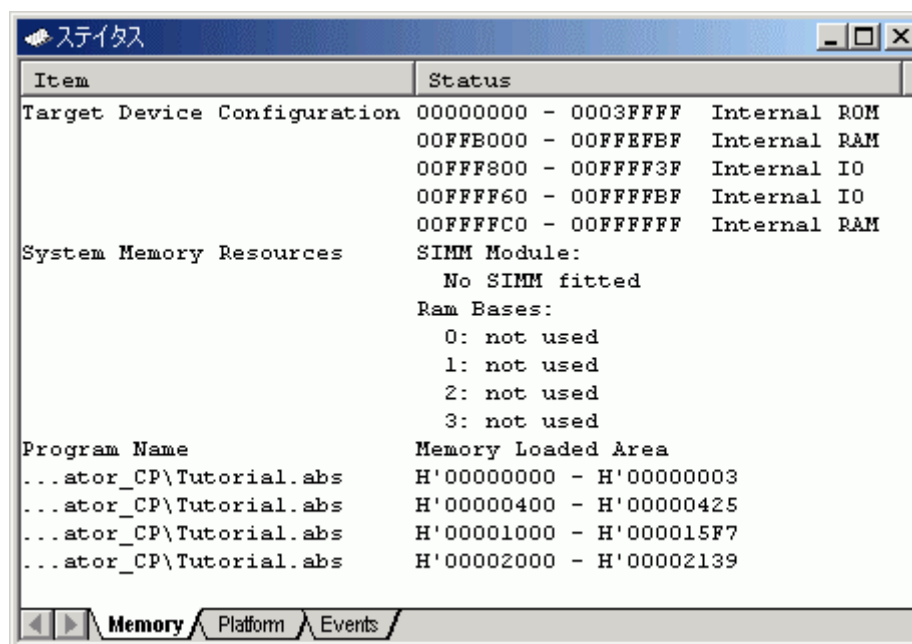 ステイタス
Item Status
Target Device Configuration 00000000 - 0003FFFF Internal ROM
00FFB000 - 00FFEFBF Internal RAM
00FFF800 - 00FFFF3F Internal IO
00FFFF60 - 00FFFFBF Internal IO
00FFFFC0 - 00FFFFFF Internal RAM
System Memory Resources SIMM Module:
No SIMM fitted
Ram Bases:
0: not used
1: not used
2: not used
3: not used
Program Name Memory Loaded Area
...ator_CP\Tutorial.abs H'00000000 - H'00000003
...ator_CP\Tutorial.abs H'00000400 - H'00000425
...ator_CP\Tutorial.abs H'00001000 - H'000015F7
...ator_CP\Tutorial.abs H'00002000 - H'00002139
Memory Platform Events